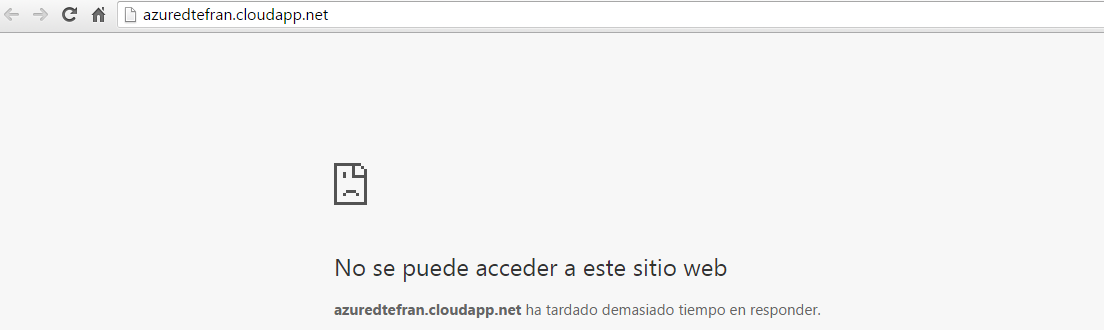 azuredtefran.cloudapp.net
No se puede acceder a este sitio web
azuredtefran.cloudapp.net ha tardado demasiado tiempo en responder.